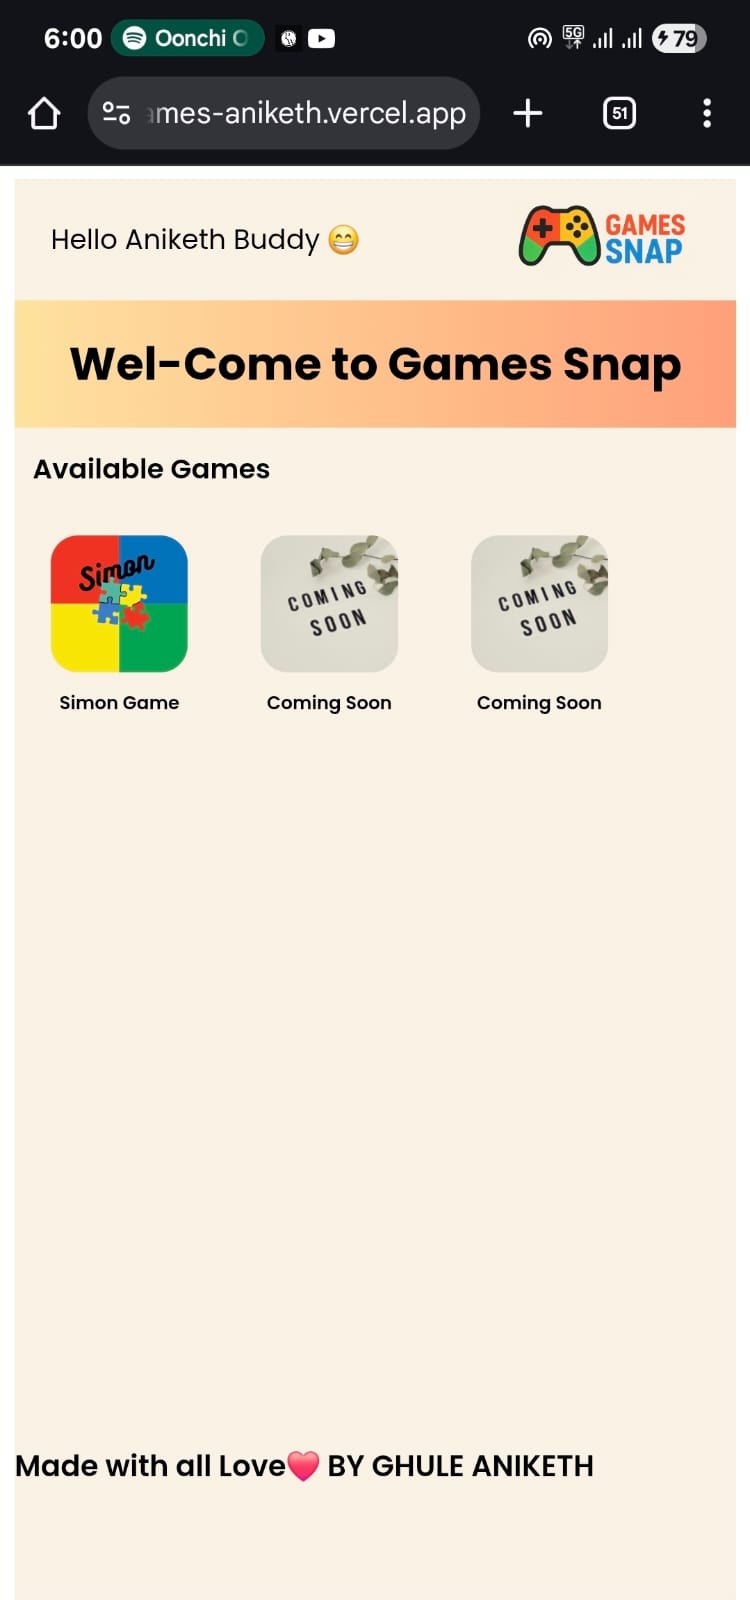 6:00 Oonchi 5G 79
ames-aniketh.vercel.app 51
Hello Aniketh Buddy 😁
GAMES
SNAP
Wel-Come to Games Snap
Available Games
Simon
COMING
SOON
COMING
SOON
Simon Game
Coming Soon
Coming Soon
Made with all Love❤️ BY GHULE ANIKETH